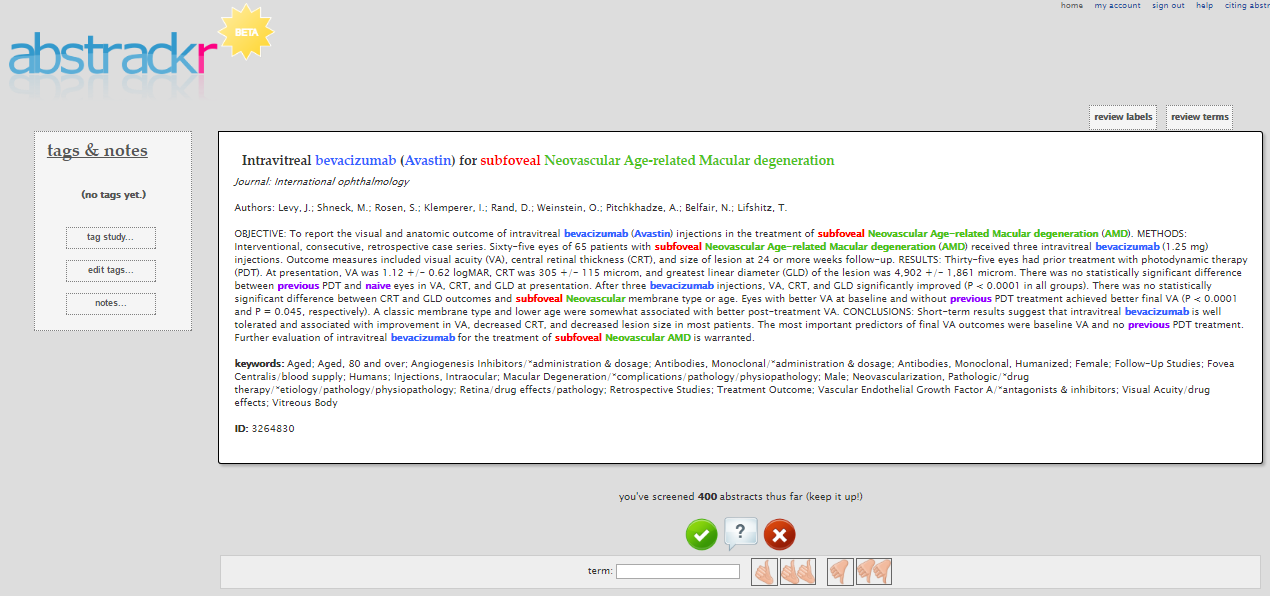 home my account sign out help citing abstr
abstrackr
BETA
review labels review terms
tags & notes
(no tags yet.)
tag study...
edit tags...
notes...
Intravitreal bevacizumab (Avastin) for subfoveal Neovascular Age-related Macular degeneration
Journal: International ophthalmology
Authors: Levy, J.; Shneck, M.; Rosen, S.; Klemperer, I.; Rand, D.; Weinstein, O.; Pitchkhadze, A.; Belfair, N.; Lifshitz, T.
OBJECTIVE: To report the visual and anatomic outcome of intravitreal bevacizumab (Avastin) injections in the treatment of subfoveal Neovascular Age-related Macular degeneration (AMD). METHODS:
Interventional, consecutive, retrospective case series. Sixty-five eyes of 65 patients with subfoveal Neovascular Age-related Macular degeneration (AMD) received three intravitreal bevacizumab (1.25 mg)
injections. Outcome measures included visual acuity (VA), central retinal thickness (CRT), and size of lesion at 24 or more weeks follow-up. RESULTS: Thirty-five eyes had prior treatment with photodynamic therapy
(PDT). At presentation, VA was 1.12 +/- 0.62 logMAR, CRT was 305 +/- 115 microm, and greatest linear diameter (GLD) of the lesion was 4,902 +/- 1,861 microm. There was no statistically significant difference
between previous PDT and naive eyes in VA, CRT, and GLD at presentation. After three bevacizumab injections, VA, CRT, and GLD significantly improved (P < 0.0001 in all groups). There was no statistically
significant difference between CRT and GLD outcomes and subfoveal Neovascular membrane type or age. Eyes with better VA at baseline and without previous PDT treatment achieved better final VA (P < 0.0001
and P = 0.045, respectively). A classic membrane type and lower age were somewhat associated with better post-treatment VA. CONCLUSIONS: Short-term results suggest that intravitreal bevacizumab is well
tolerated and associated with improvement in VA, decreased CRT, and decreased lesion size in most patients. The most important predictors of final VA outcomes were baseline VA and no previous PDT treatment.
Further evaluation of intravitreal bevacizumab for the treatment of subfoveal Neovascular AMD is warranted.
keywords: Aged; Aged, 80 and over; Angiogenesis Inhibitors/*administration & dosage; Antibodies, Monoclonal/*administration & dosage; Antibodies, Monoclonal, Humanized; Female; Follow-Up Studies; Fovea
Centralis/blood supply; Humans; Injections, Intraocular; Macular Degeneration/*complications/pathology/physiopathology; Male; Neovascularization, Pathologic/*drug
therapy/*etiology/pathology/physiopathology; Retina/drug effects/pathology; Retrospective Studies; Treatment Outcome; Vascular Endothelial Growth Factor A/*antagonists & inhibitors; Visual Acuity/drug
effects; Vitreous Body
ID: 3264830
you've screened 400 abstracts thus far (keep it up!)
?
term: